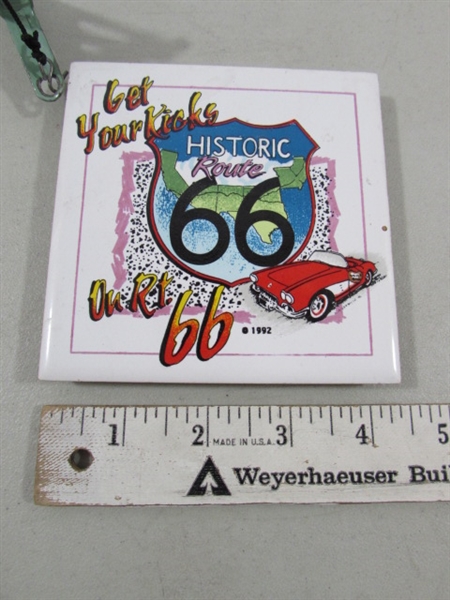 Get
Your Kicks
HISTORIC
Route
66
On Rt
66
© 1992
1 2 MADE IN U.S.A. 3 4 5
Weyerhaeuser Buil